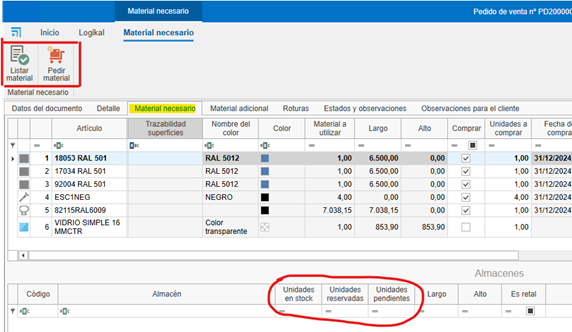 Material necesario
Pedido de venta nº PD200000
Inicio Logikal Material necesario
Listar material
Pedir material
Material necesario
Datos del documento Detalle Material necesario Material adicional Roturas Estados y observaciones Observaciones para el cliente
Artículo Trazabilidad superficies Nombre del color Color Material a utilizar Largo Alto Comprar Unidades a comprar Fecha de compra
= = = = = =
1 18053 RAL 501 RAL 5012 1,00 6.500,00 0,00 1,00 31/12/2024
2 17034 RAL 501 RAL 5012 1,00 6.500,00 0,00 1,00 31/12/2024
3 92004 RAL 501 RAL 5012 1,00 6.500,00 0,00 1,00 31/12/2024
4 ESC1NEG NEGRO 4,00 0,00 0,00 4,00 31/12/2024
5 82115RAL6009 7.038,15 7.038,15 0,00 1,00 31/12/2024
6 VIDRIO SIMPLE 16 MMCTR Color transparente 1,00 853,90 853,90 1,00
Almacenes
Código Almacén Unidades en stock Unidades reservadas Unidades pendientes Largo Alto Es retal
= = = = = =